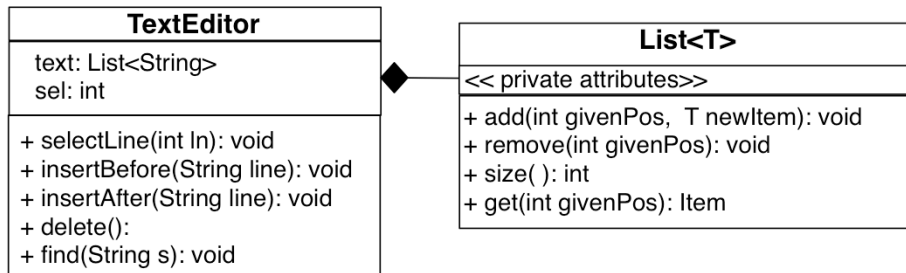 TextEditor
text: List<String>
sel: int
+ selectLine(int ln): void
+ insertBefore(String line): void
+ insertAfter(String line): void
+ delete():
+ find(String s): void
List<T>
<< private attributes>>
+ add(int givenPos,  T newItem): void
+ remove(int givenPos): void
+ size( ): int
+ get(int givenPos): Item